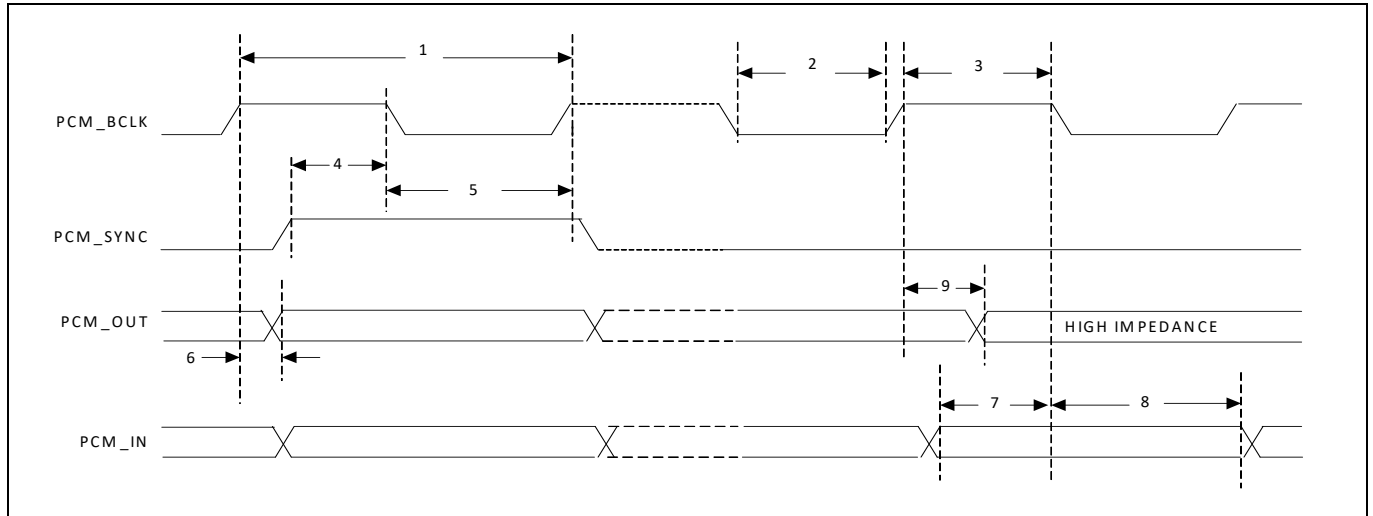 1
2
3
PCM_BCLK
4
5
PCM_SYNC
9
PCM_OUT
HIGH IMPEDANCE
6
7
8
PCM_IN